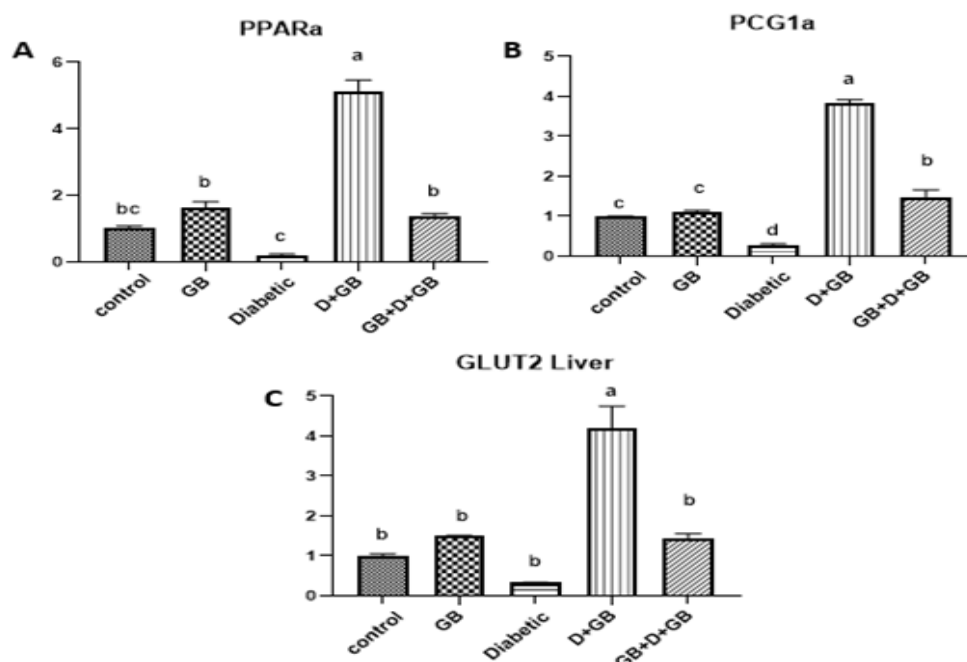 PPARa
A
6
4
2
0
bc
b
c
a
b
control
GB
Diabetic
D+GB
GB+D+GB
PCG1a
B
5
4
3
2
1
0
c
c
d
a
b
control
GB
Diabetic
D+GB
GB+D+GB
GLUT2 Liver
C
5
4
3
2
1
0
b
b
b
a
b
control
GB
Diabetic
D+GB
GB+D+GB